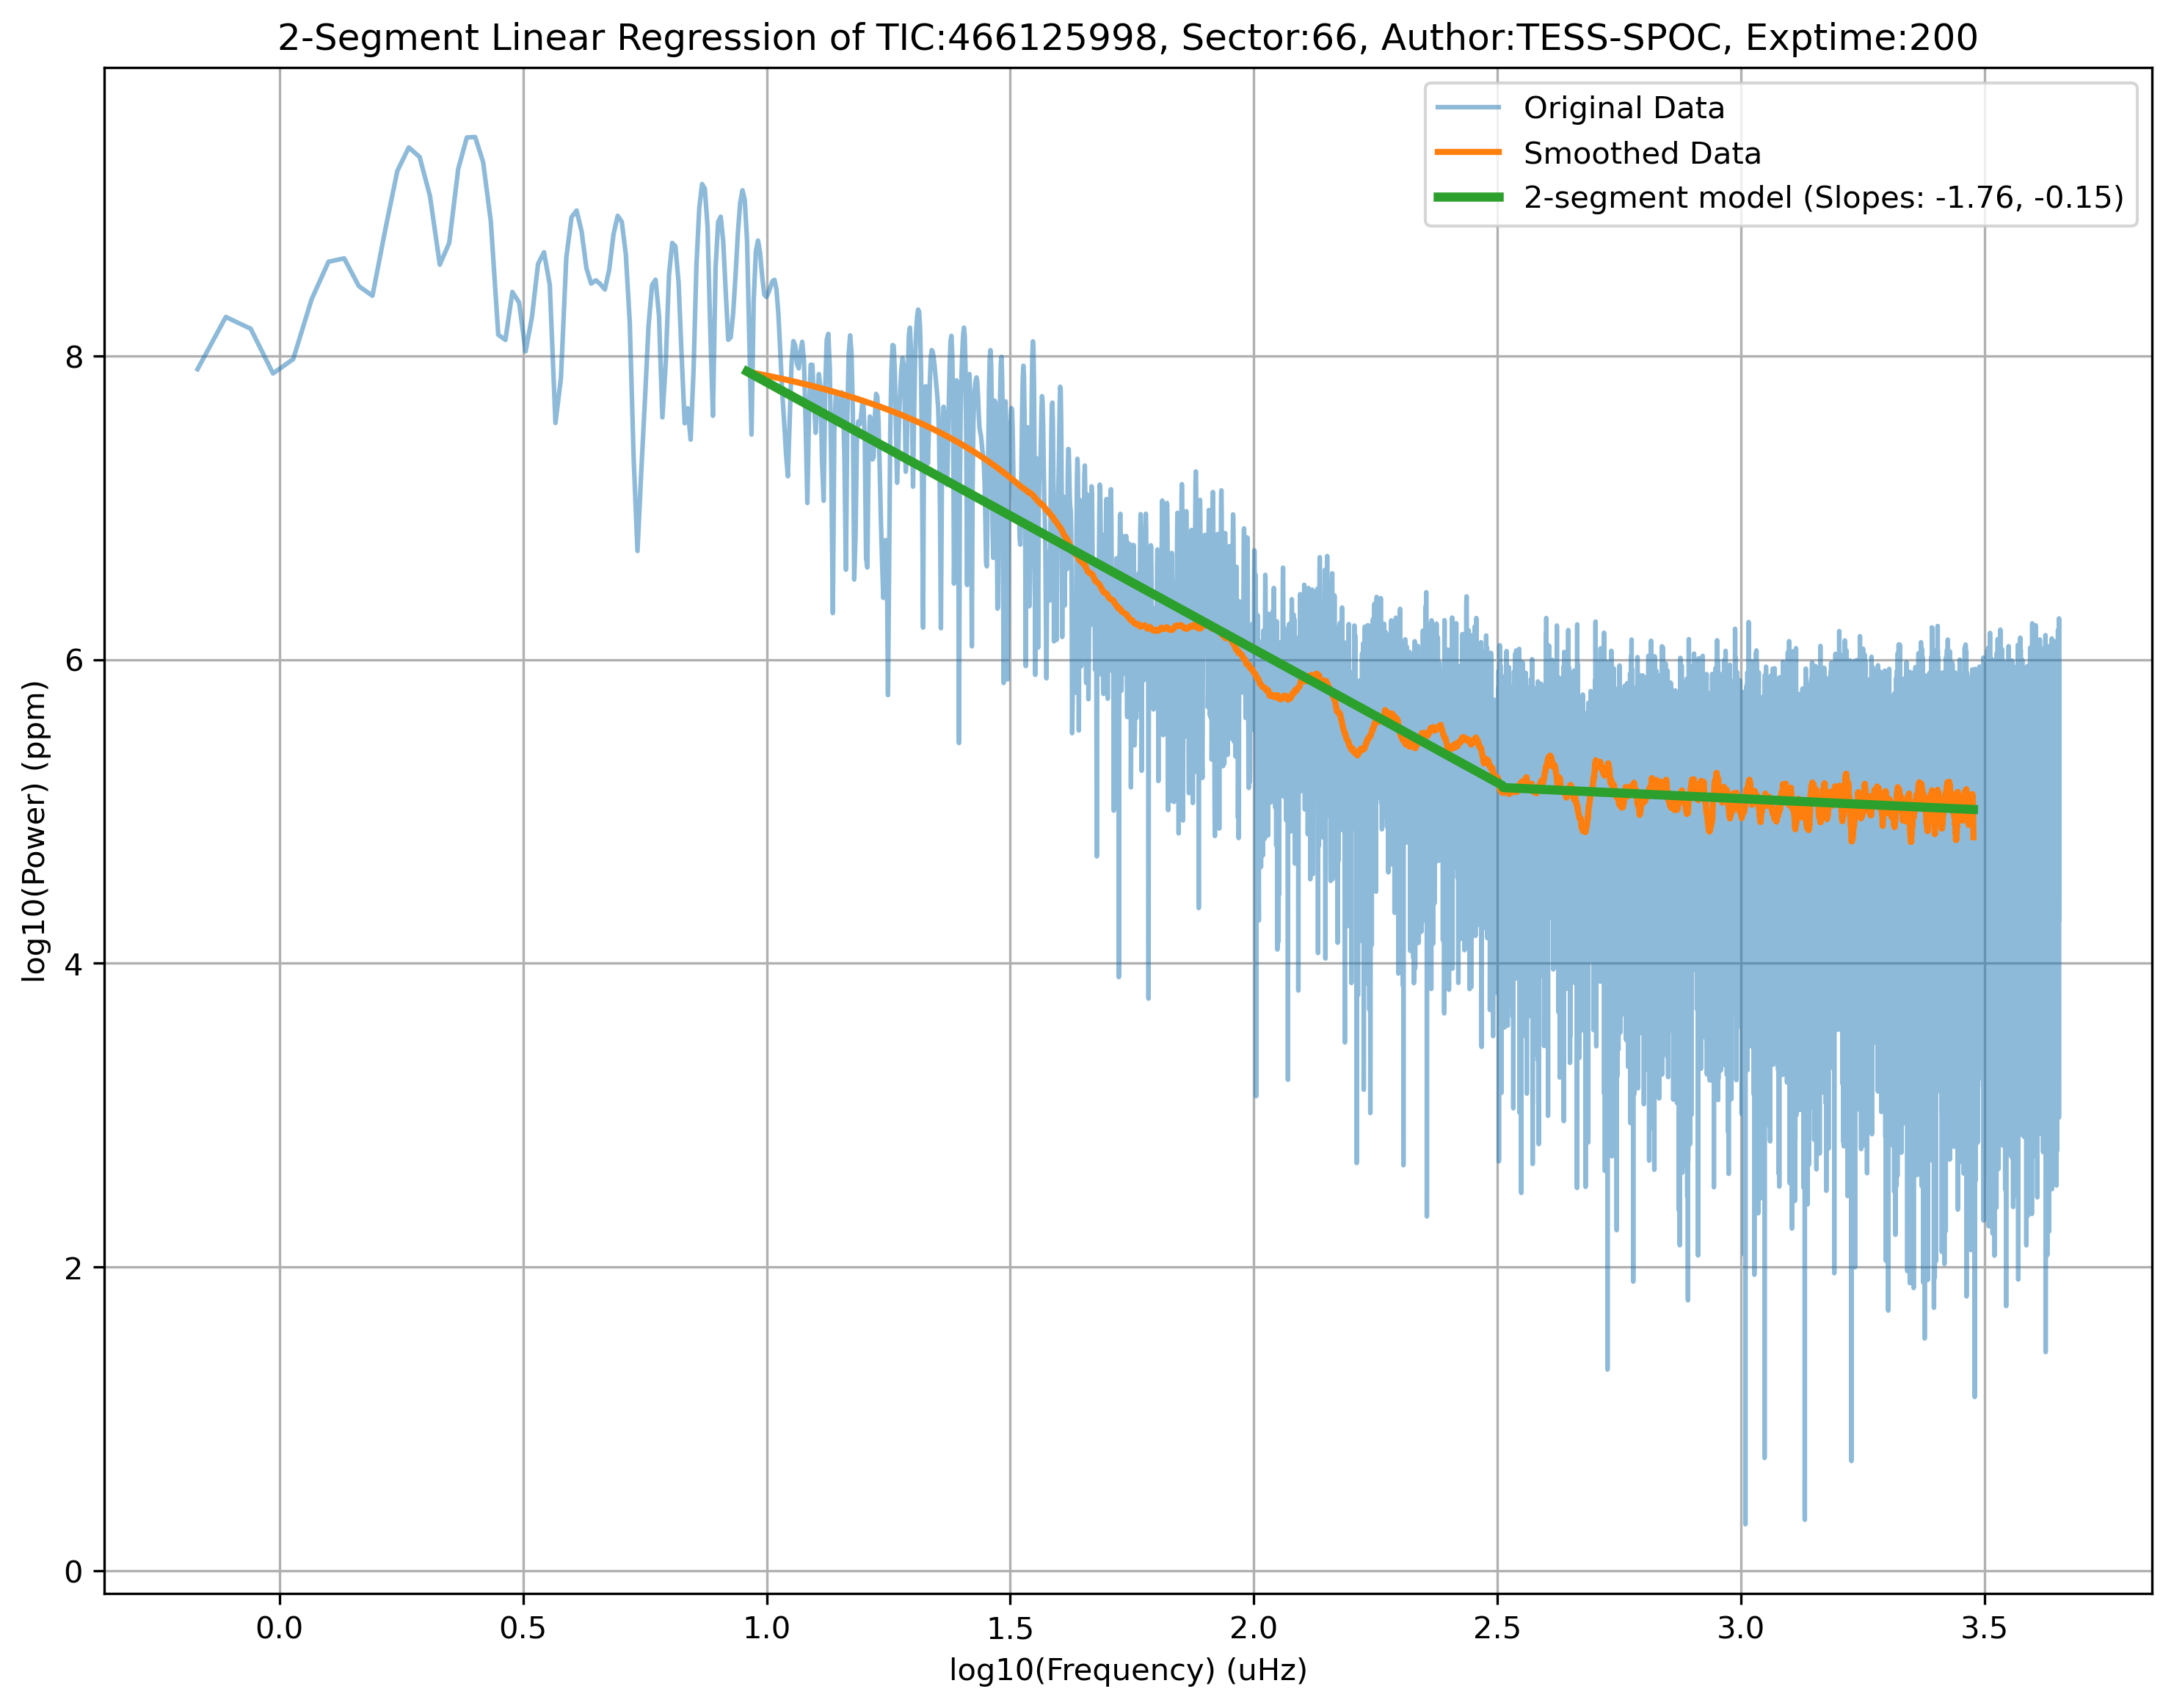 2-Segment Linear Regression of TIC:466125998, Sector:66, Author:TESS-SPOC, Exptime:200
Original Data
Smoothed Data
2-segment model (Slopes: -1.76, -0.15)
log10(Power) (ppm)
8
6
4
2
0
0.0 0.5 1.0 1.5 2.0 2.5 3.0 3.5
log10(Frequency) (uHz)